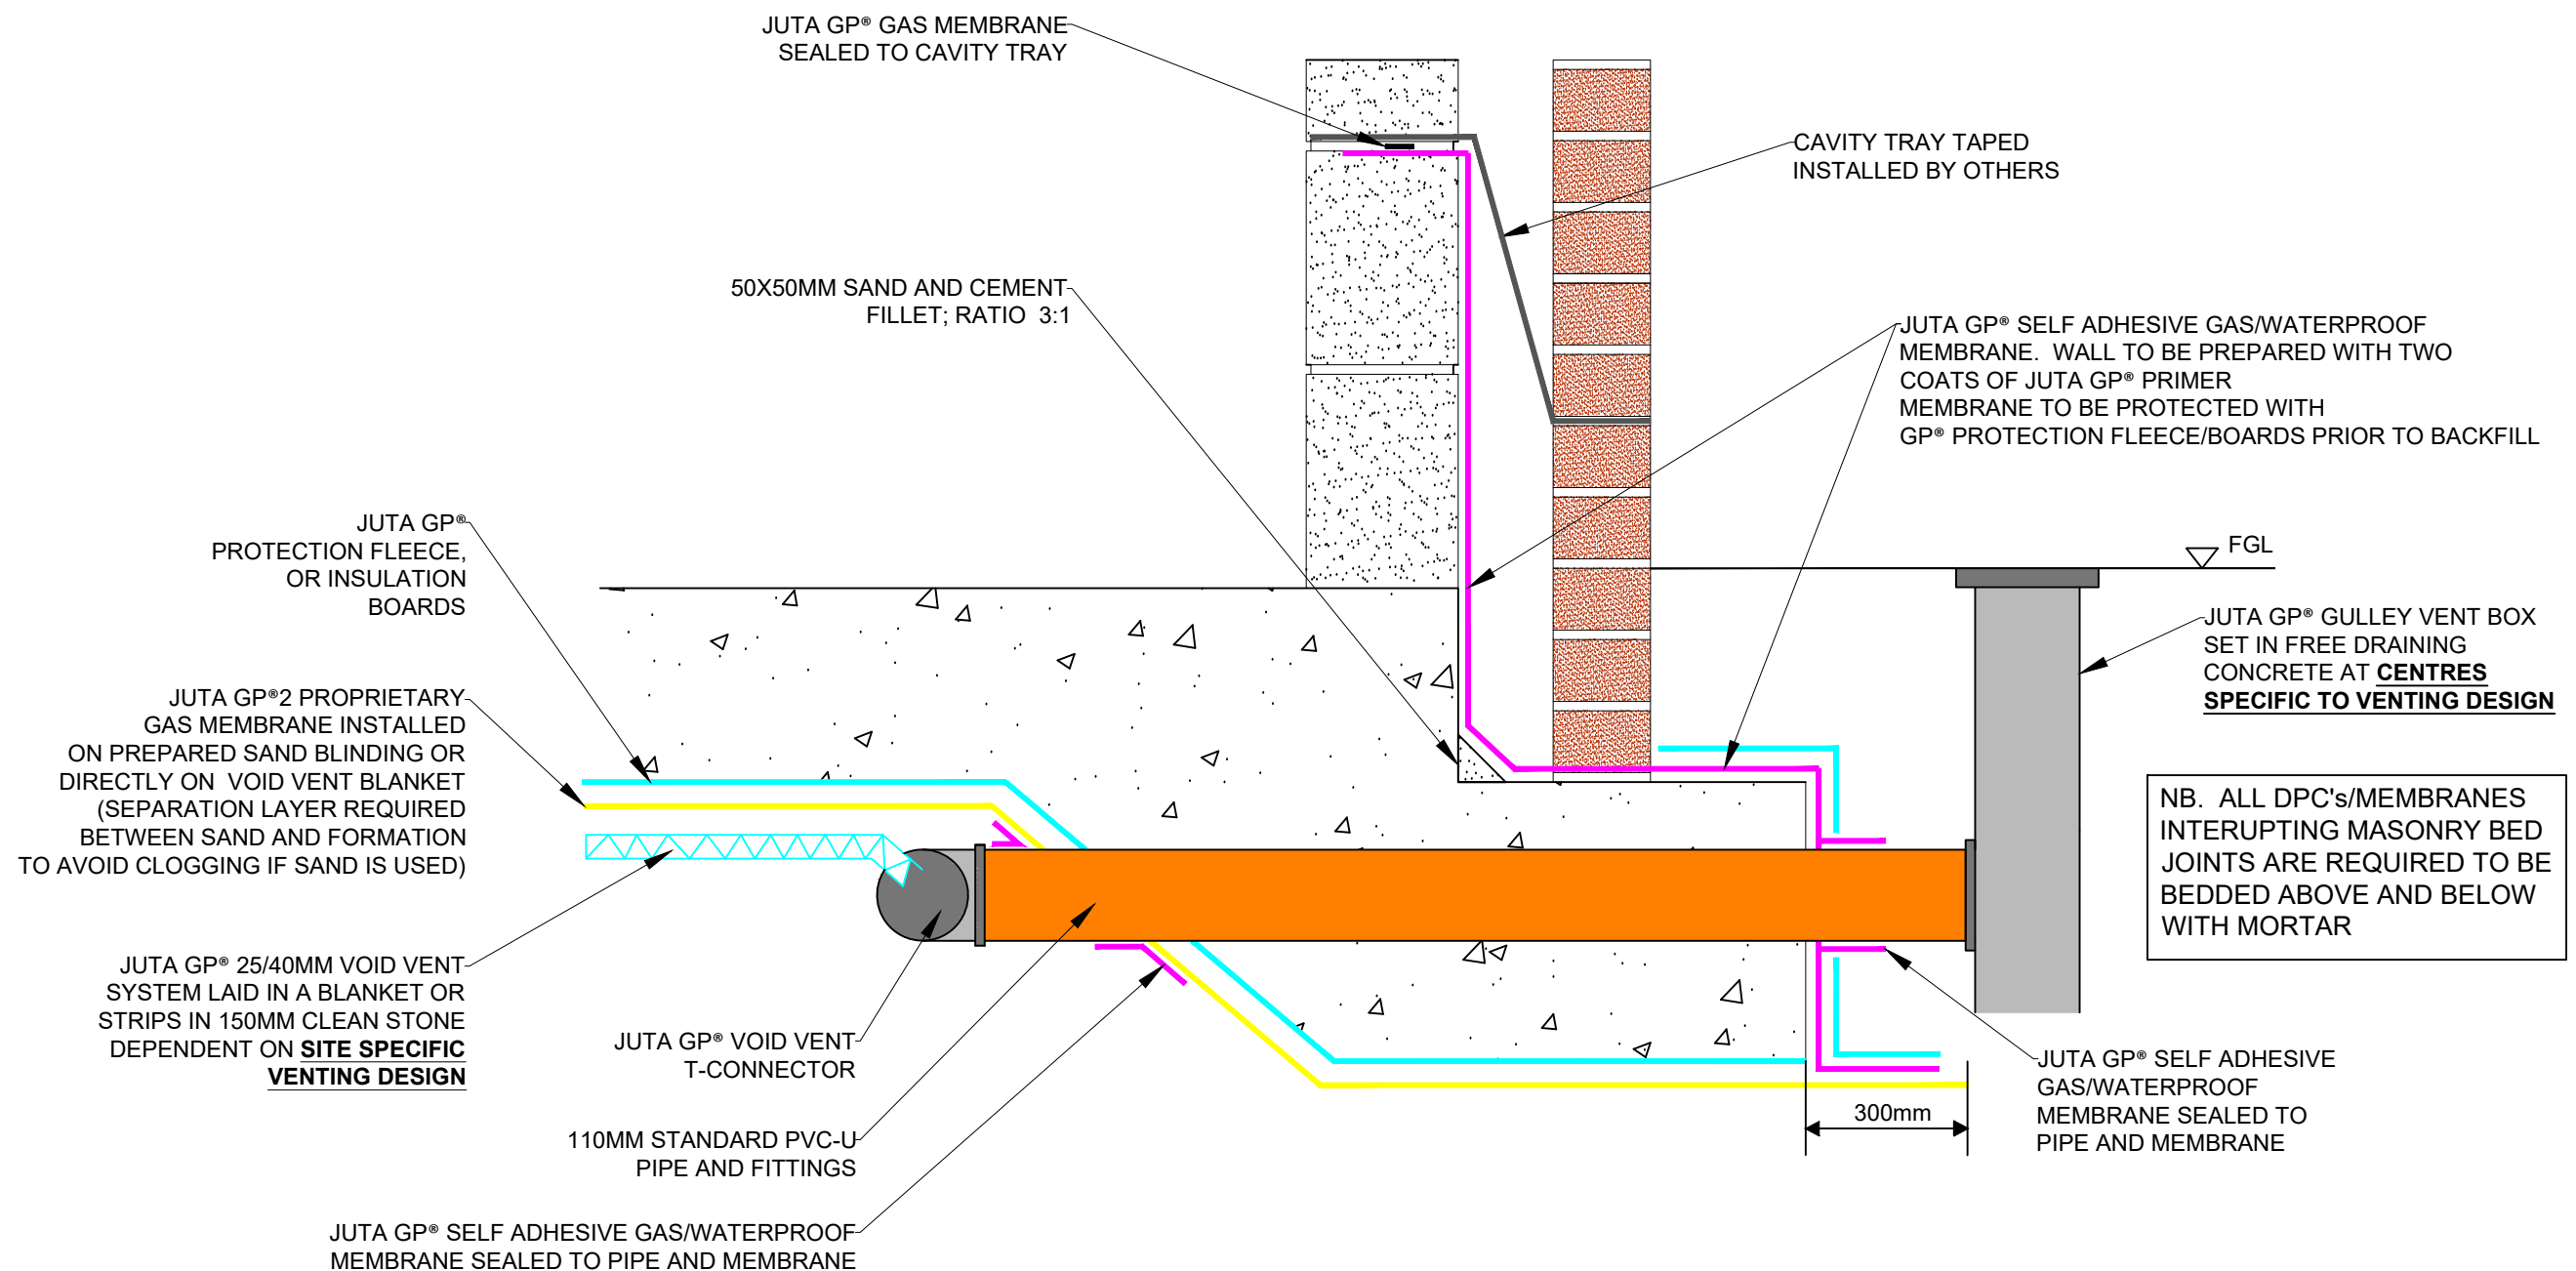 JUTA GP® GAS MEMBRANE
SEALED TO CAVITY TRAY
CAVITY TRAY TAPED
INSTALLED BY OTHERS
50X50MM SAND AND CEMENT
FILLET; RATIO 3:1
JUTA GP® SELF ADHESIVE GAS/WATERPROOF
MEMBRANE. WALL TO BE PREPARED WITH TWO
COATS OF JUTA GP® PRIMER
MEMBRANE TO BE PROTECTED WITH
GP® PROTECTION FLEECE/BOARDS PRIOR TO BACKFILL
JUTA GP®
PROTECTION FLEECE,
OR INSULATION
BOARDS
FGL
JUTA GP® GULLEY VENT BOX
SET IN FREE DRAINING
CONCRETE AT CENTRES
SPECIFIC TO VENTING DESIGN
JUTA GP®2 PROPRIETARY
GAS MEMBRANE INSTALLED
ON PREPARED SAND BLINDING OR
DIRECTLY ON VOID VENT BLANKET
(SEPARATION LAYER REQUIRED
BETWEEN SAND AND FORMATION
TO AVOID CLOGGING IF SAND IS USED)
NB. ALL DPC's/MEMBRANES
INTERUPTING MASONRY BED
JOINTS ARE REQUIRED TO BE
BEDDED ABOVE AND BELOW
WITH MORTAR
JUTA GP® 25/40MM VOID VENT
SYSTEM LAID IN A BLANKET OR
STRIPS IN 150MM CLEAN STONE
DEPENDENT ON SITE SPECIFIC
VENTING DESIGN
JUTA GP® VOID VENT
T-CONNECTOR
JUTA GP® SELF ADHESIVE
GAS/WATERPROOF
MEMBRANE SEALED TO
PIPE AND MEMBRANE
300mm
110MM STANDARD PVC-U
PIPE AND FITTINGS
JUTA GP® SELF ADHESIVE GAS/WATERPROOF
MEMBRANE SEALED TO PIPE AND MEMBRANE